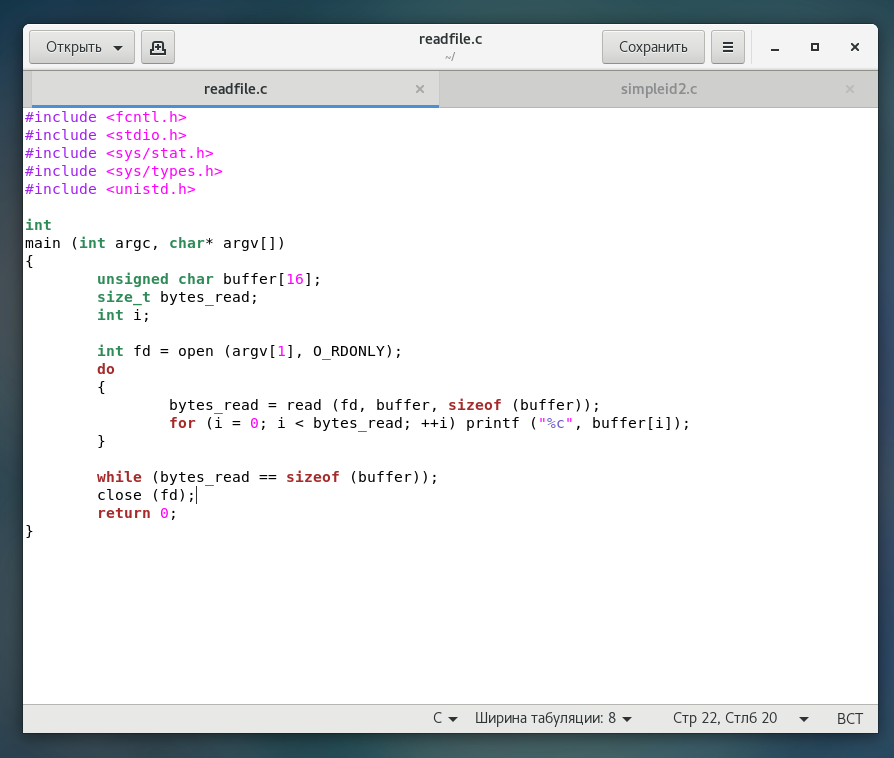 Открыть
readfile.c
~/
Сохранить
readfile.c
simpleid2.c
#include <fcntl.h>
#include <stdio.h>
#include <sys/stat.h>
#include <sys/types.h>
#include <unistd.h>

int
main (int argc, char* argv[])
{
        unsigned char buffer[16];
        size_t bytes_read;
        int i;

        int fd = open (argv[1], O_RDONLY);
        do
        {
                bytes_read = read (fd, buffer, sizeof (buffer));
                for (i = 0; i < bytes_read; ++i) printf ("%c", buffer[i]);
        }

        while (bytes_read == sizeof (buffer));
        close (fd);
        return 0;
}
C Ширина табуляции: 8 Стр 22, Стлб 20 ВСТ